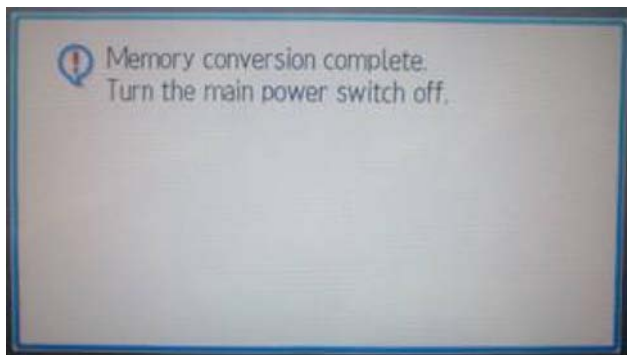 Memory conversion complete.
Turn the main power switch off.